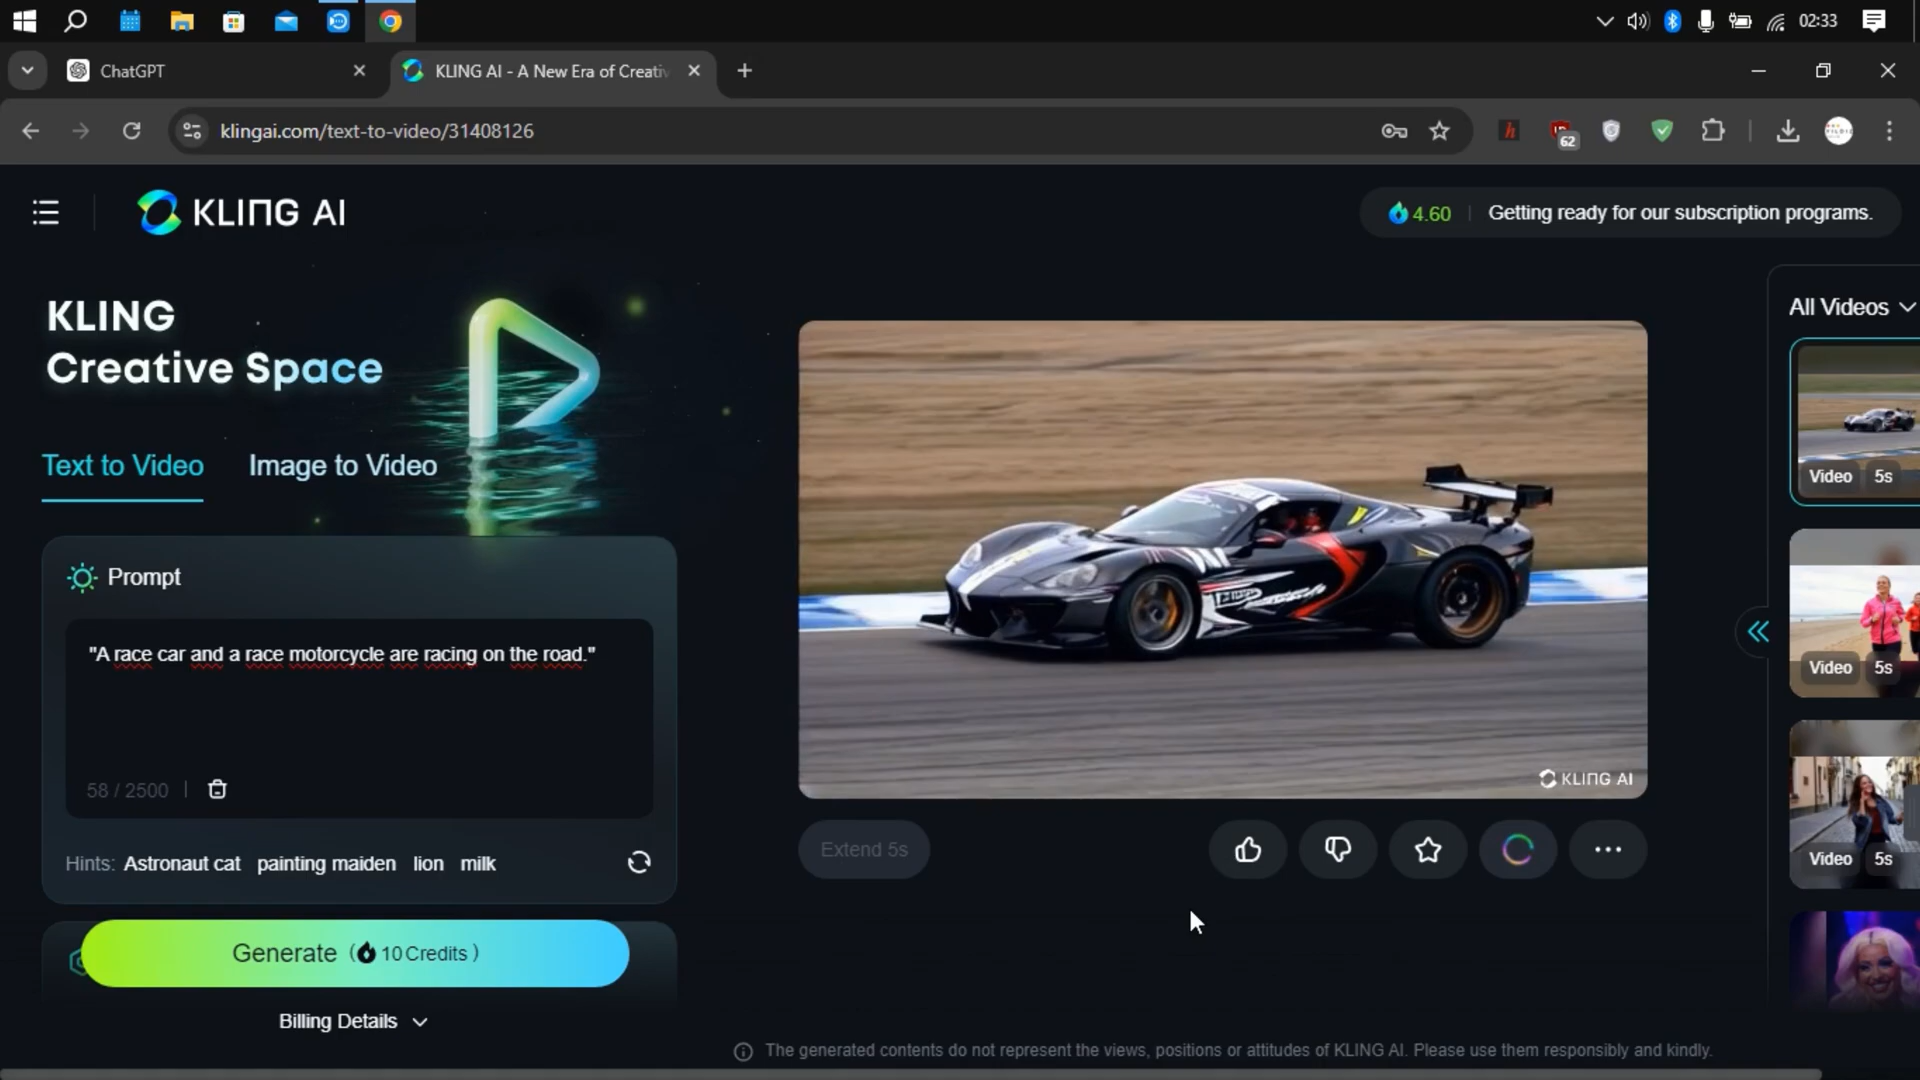 02:33
ChatGPT
KLING AI - A New Era of Creativ
klingai.com/text-to-video/31408126
62
KLING AI
4.60
Getting ready for our subscription programs.
KLING
Creative Space
All Videos
Text to Video
Image to Video
Video 5s
Prompt
"A race car and a race motorcycle are racing on the road."
Video 5s
58 / 2500
KLING AI
Extend 5s
Hints: Astronaut cat painting maiden lion milk
Video 5s
Generate ( 10 Credits )
Billing Details
The generated contents do not represent the views, positions or attitudes of KLING AI. Please use them responsibly and kindly.